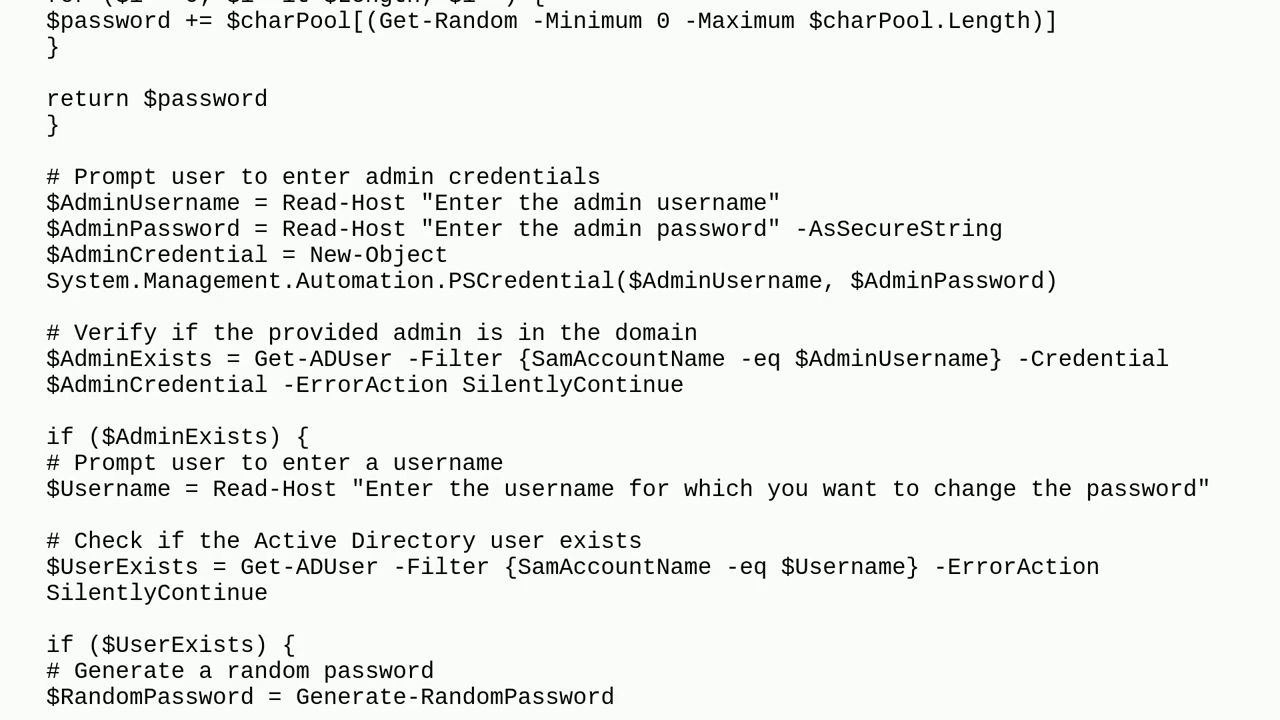 $password += $charPool[(Get-Random -Minimum 0 -Maximum $charPool.Length)]
}
return $password
}
# Prompt user to enter admin credentials
$AdminUsername = Read-Host "Enter the admin username"
$AdminPassword = Read-Host "Enter the admin password" -AsSecureString
$AdminCredential = New-Object
System.Management.Automation.PSCredential($AdminUsername, $AdminPassword)
# Verify if the provided admin is in the domain
$AdminExists = Get-ADUser -Filter {SamAccountName -eq $AdminUsername} -Credential
$AdminCredential -ErrorAction SilentlyContinue
if ($AdminExists) {
# Prompt user to enter a username
$Username = Read-Host "Enter the username for which you want to change the password"
# Check if the Active Directory user exists
$UserExists = Get-ADUser -Filter {SamAccountName -eq $Username} -ErrorAction
SilentlyContinue
if ($UserExists) {
# Generate a random password
$RandomPassword = Generate-RandomPassword